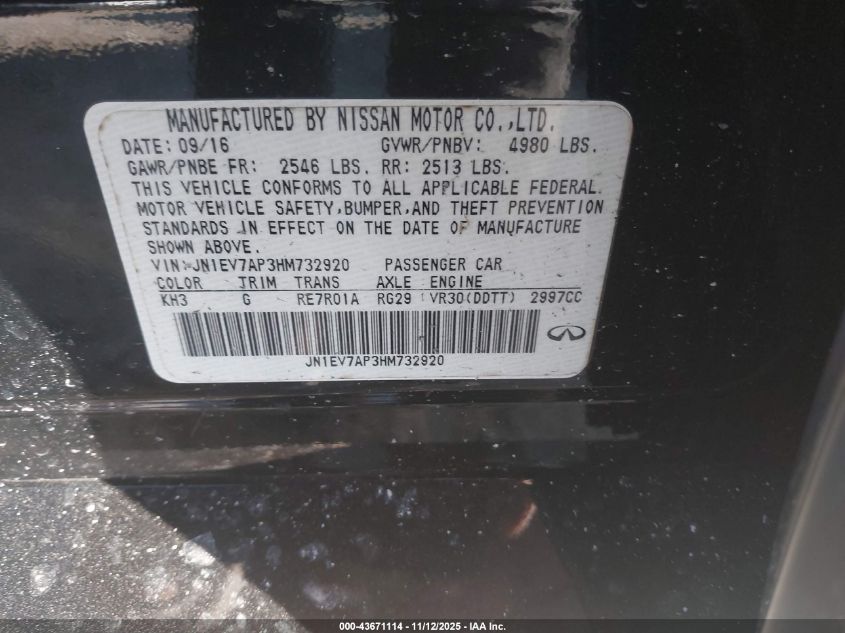 MANUFACTURED BY NISSAN MOTOR CO.,LTD.
DATE: 09/16 GVWR/PNBV: 4980 LBS.
GAWR/PNBE FR: 2546 LBS. RR: 2513 LBS.
THIS VEHICLE CONFORMS TO ALL APPLICABLE FEDERAL
MOTOR VEHICLE SAFETY,BUMPER,AND THEFT PREVENTION
STANDARDS IN EFFECT ON THE DATE OF MANUFACTURE
SHOWN ABOVE.
VIN:JN1EV7AP3HM732920 PASSENGER CAR
COLOR TRIM TRANS AXLE ENGINE
KH3 G RE7R01A RG29 VR30(DDTT) 2997CC
JN1EV7AP3HM732920
000-43671114 - 11/12/2025 - IAA Inc.